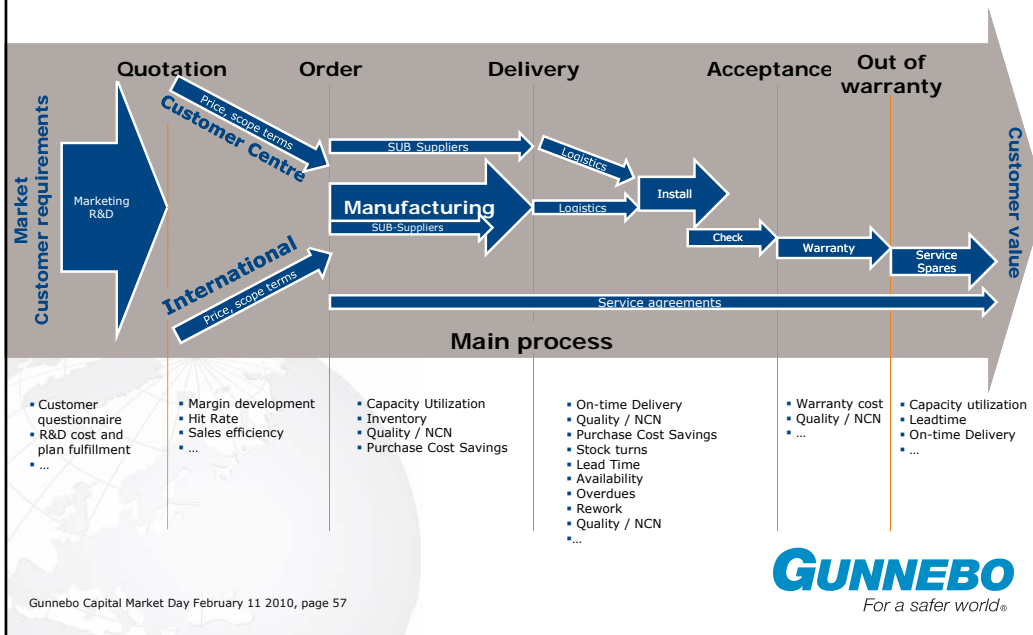 Quotation
Order
Delivery
Acceptance
Out of
warranty
Market
Customer requirements
Marketing
R&D
Price, scope terms
Customer Centre
International
Price, scope terms
SUB Suppliers
Manufacturing
SUB-Suppliers
Logistics
Logistics
Install
Check
Warranty
Service
Spares
Service agreements
Customer value
Main process
▪ Customer
questionnaire
▪ R&D cost and
plan fulfillment
▪ ...
▪ Margin development
▪ Hit Rate
▪ Sales efficiency
▪ ...
▪ Capacity Utilization
▪ Inventory
▪ Quality / NCN
▪ Purchase Cost Savings
▪ On-time Delivery
▪ Quality / NCN
▪ Purchase Cost Savings
▪ Stock turns
▪ Lead Time
▪ Availability
▪ Overdues
▪ Rework
▪ Quality / NCN
▪...
▪ Warranty cost
▪ Quality / NCN
▪ ...
▪ Capacity utilization
▪ Leadtime
▪ On-time Delivery
▪ ...
Gunnebo Capital Market Day February 11 2010, page 57
GUNNEBO
For a safer world®